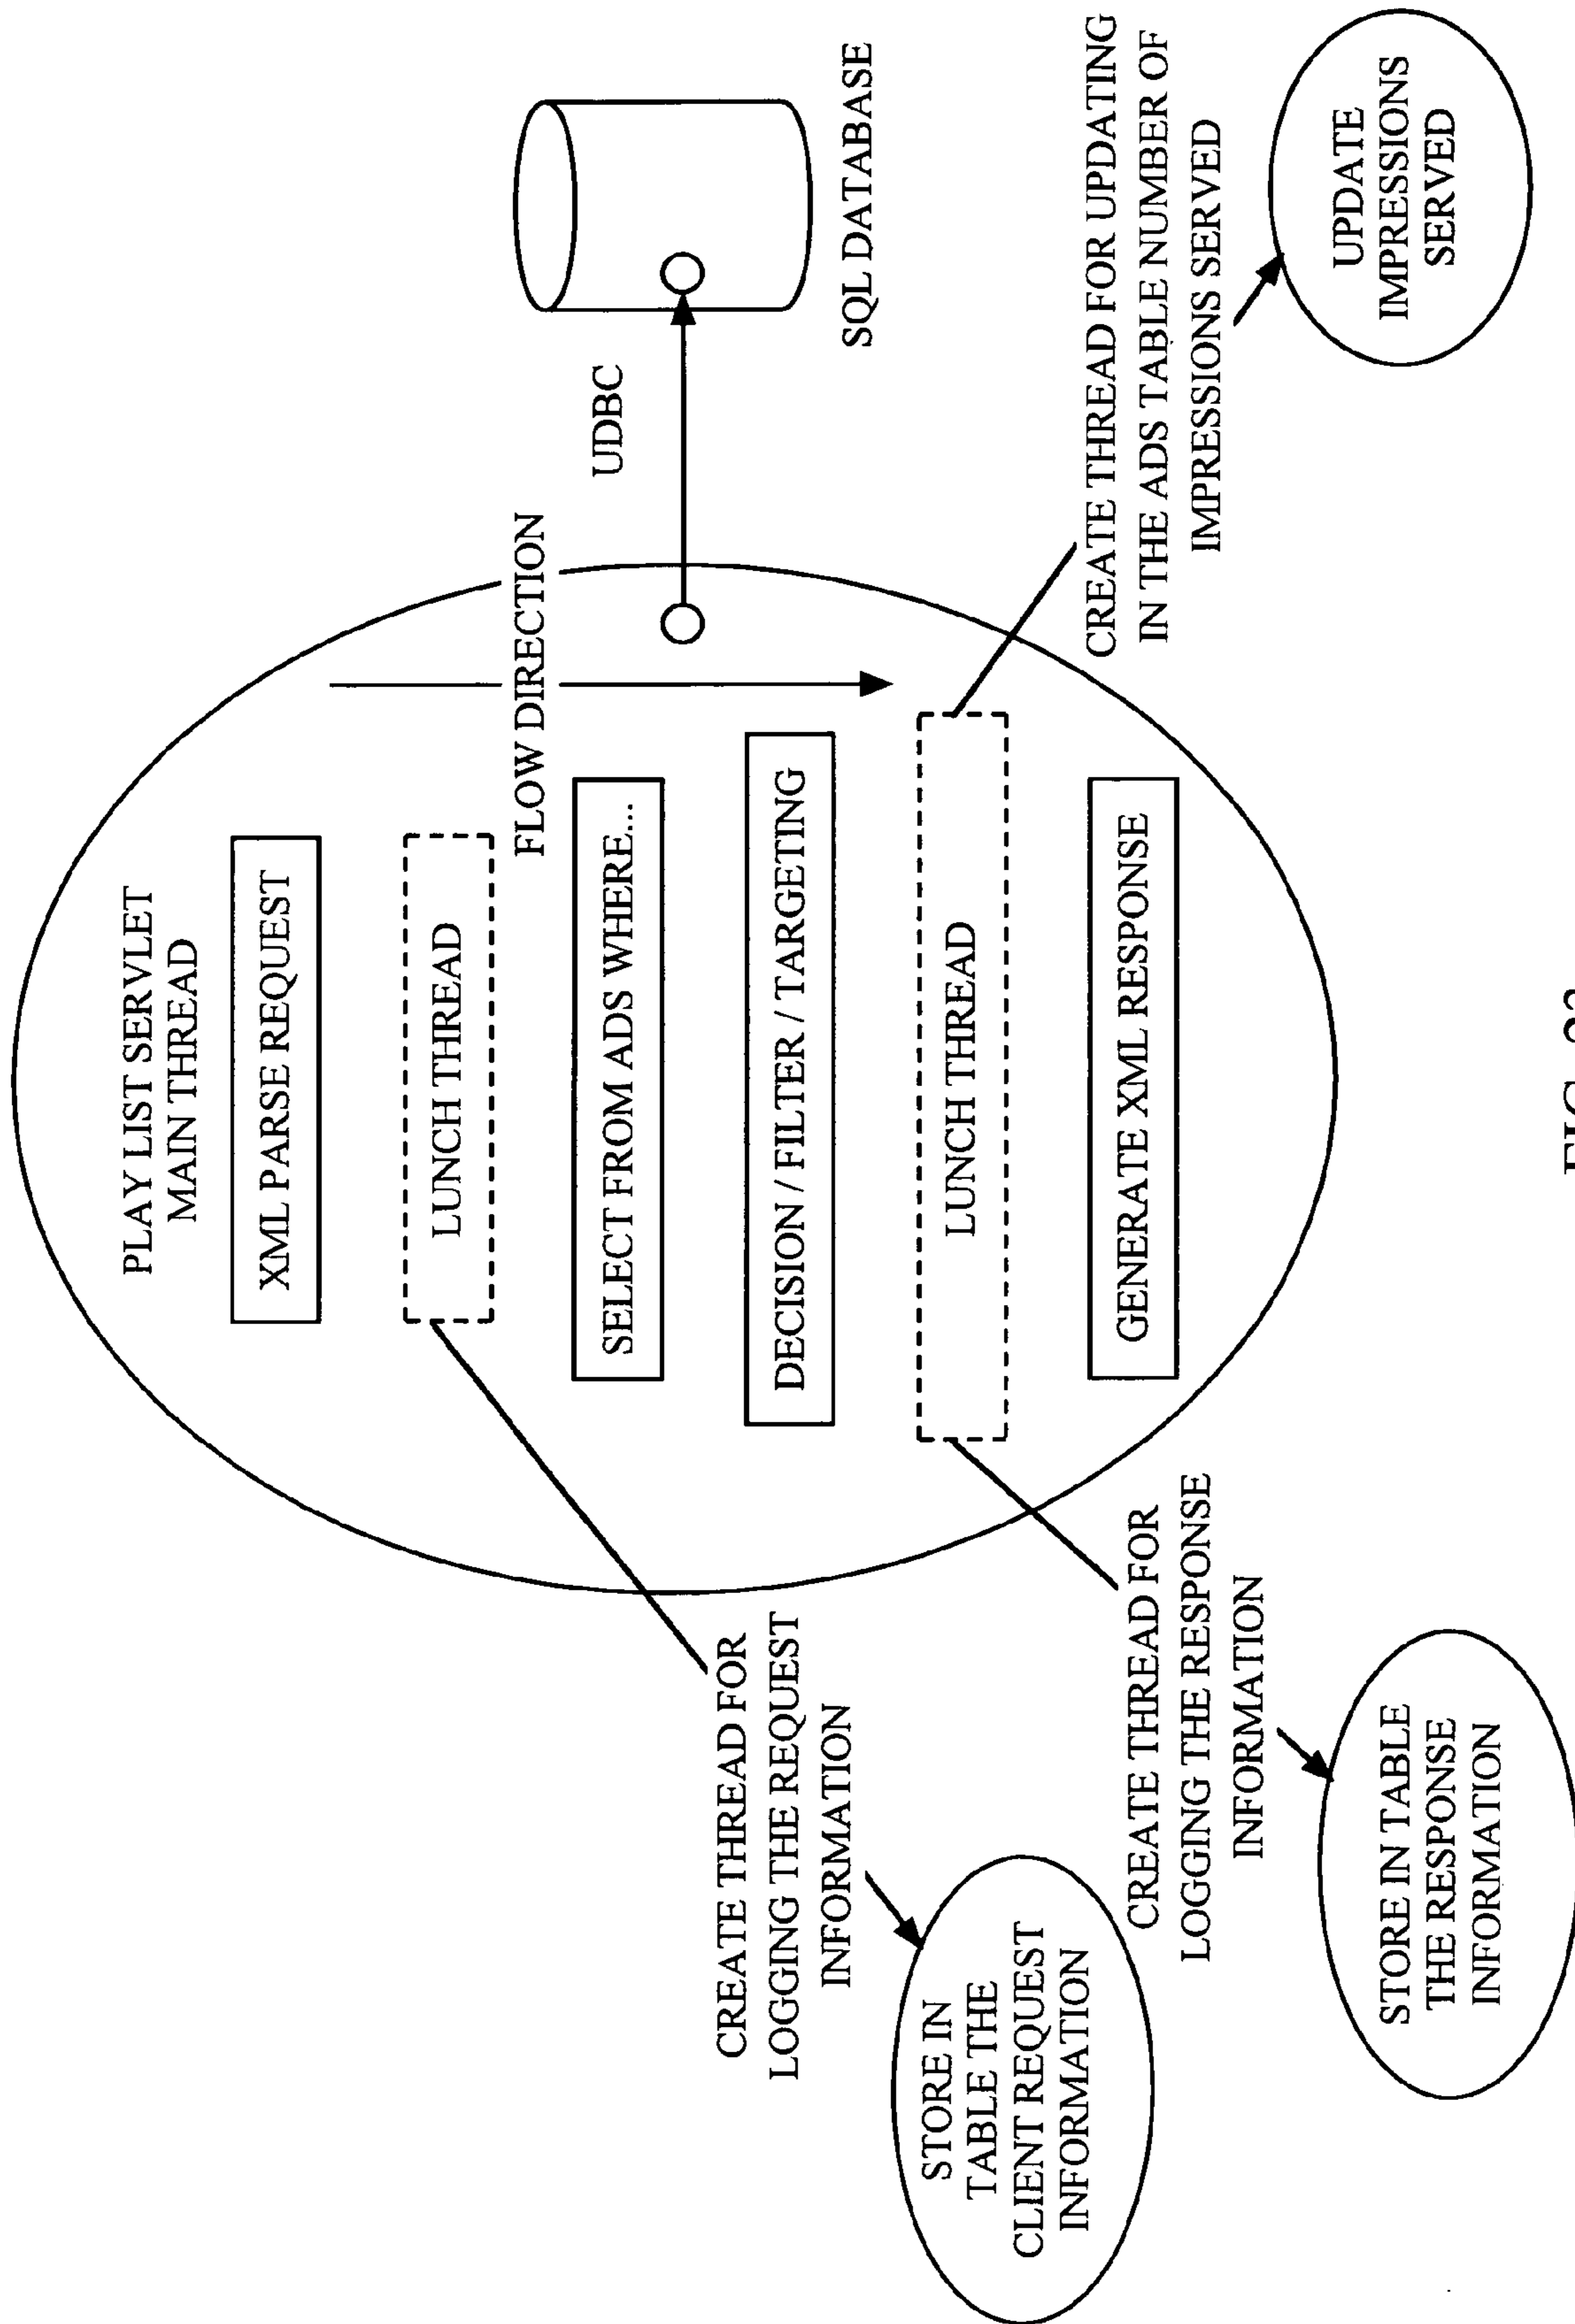 PLAY LIST SERVLET
MAIN THREAD
XML PARSE REQUEST
LUNCH THREAD
FLOW DIRECTION
SELECT FROM ADS WHERE...
DECISION / FILTER / TARGETING
LUNCH THREAD
GENERATE XML RESPONSE
UDBC
SQL DATABASE
CREATE THREAD FOR
LOGGING THE REQUEST
INFORMATION
STORE IN
TABLE THE
CLIENT REQUEST
INFORMATION
CREATE THREAD FOR
LOGGING THE RESPONSE
INFORMATION
STORE IN TABLE
THE RESPONSE
INFORMATION
CREATE THREAD FOR UPDATING
IN THE ADS TABLE NUMBER OF
IMPRESSIONS SERVED
UPDATE
IMPRESSIONS
SERVED
FIG.